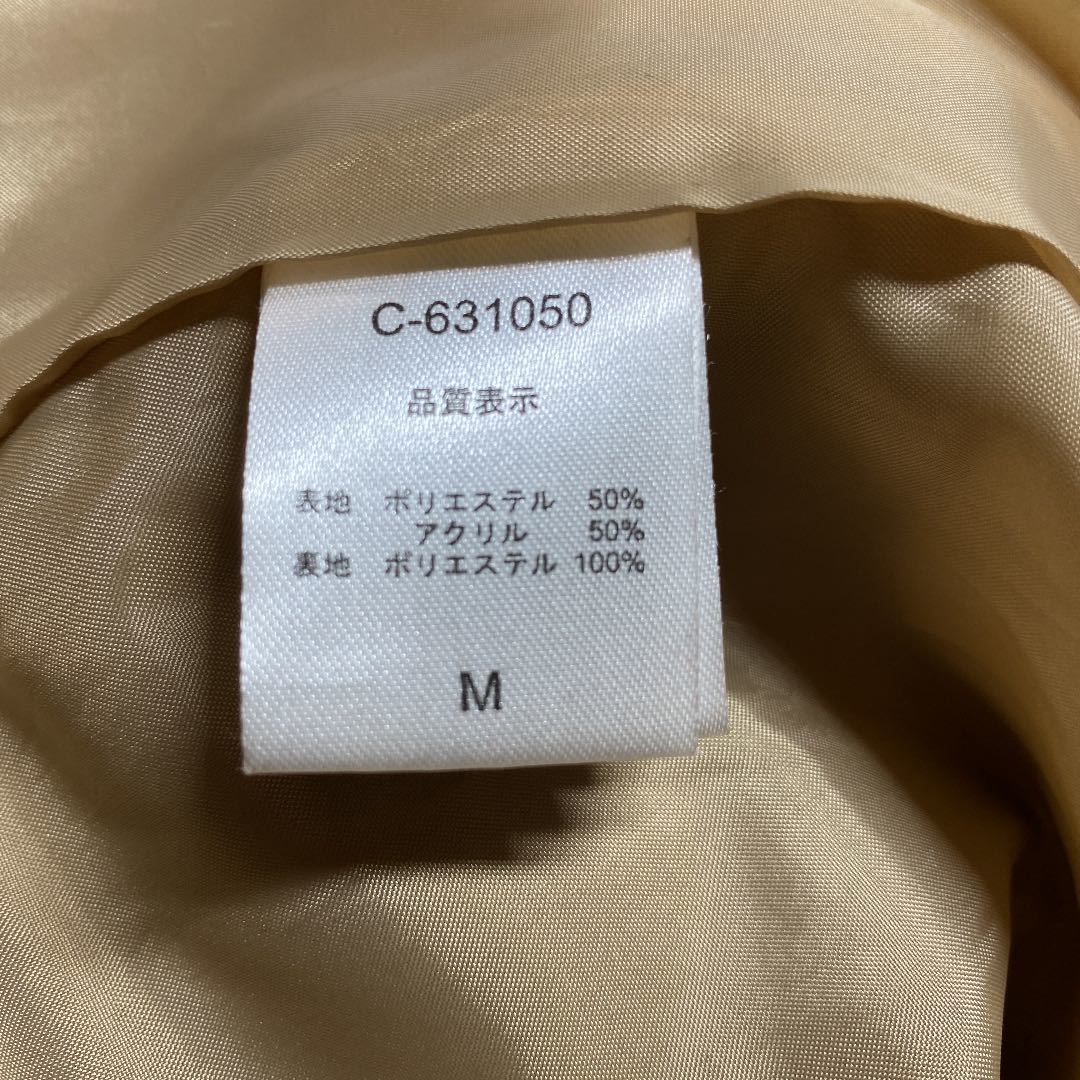 C-631050
品質表示
表地 ポリエステル 50%
アクリル 50%
裏地 ポリエステル 100%
M